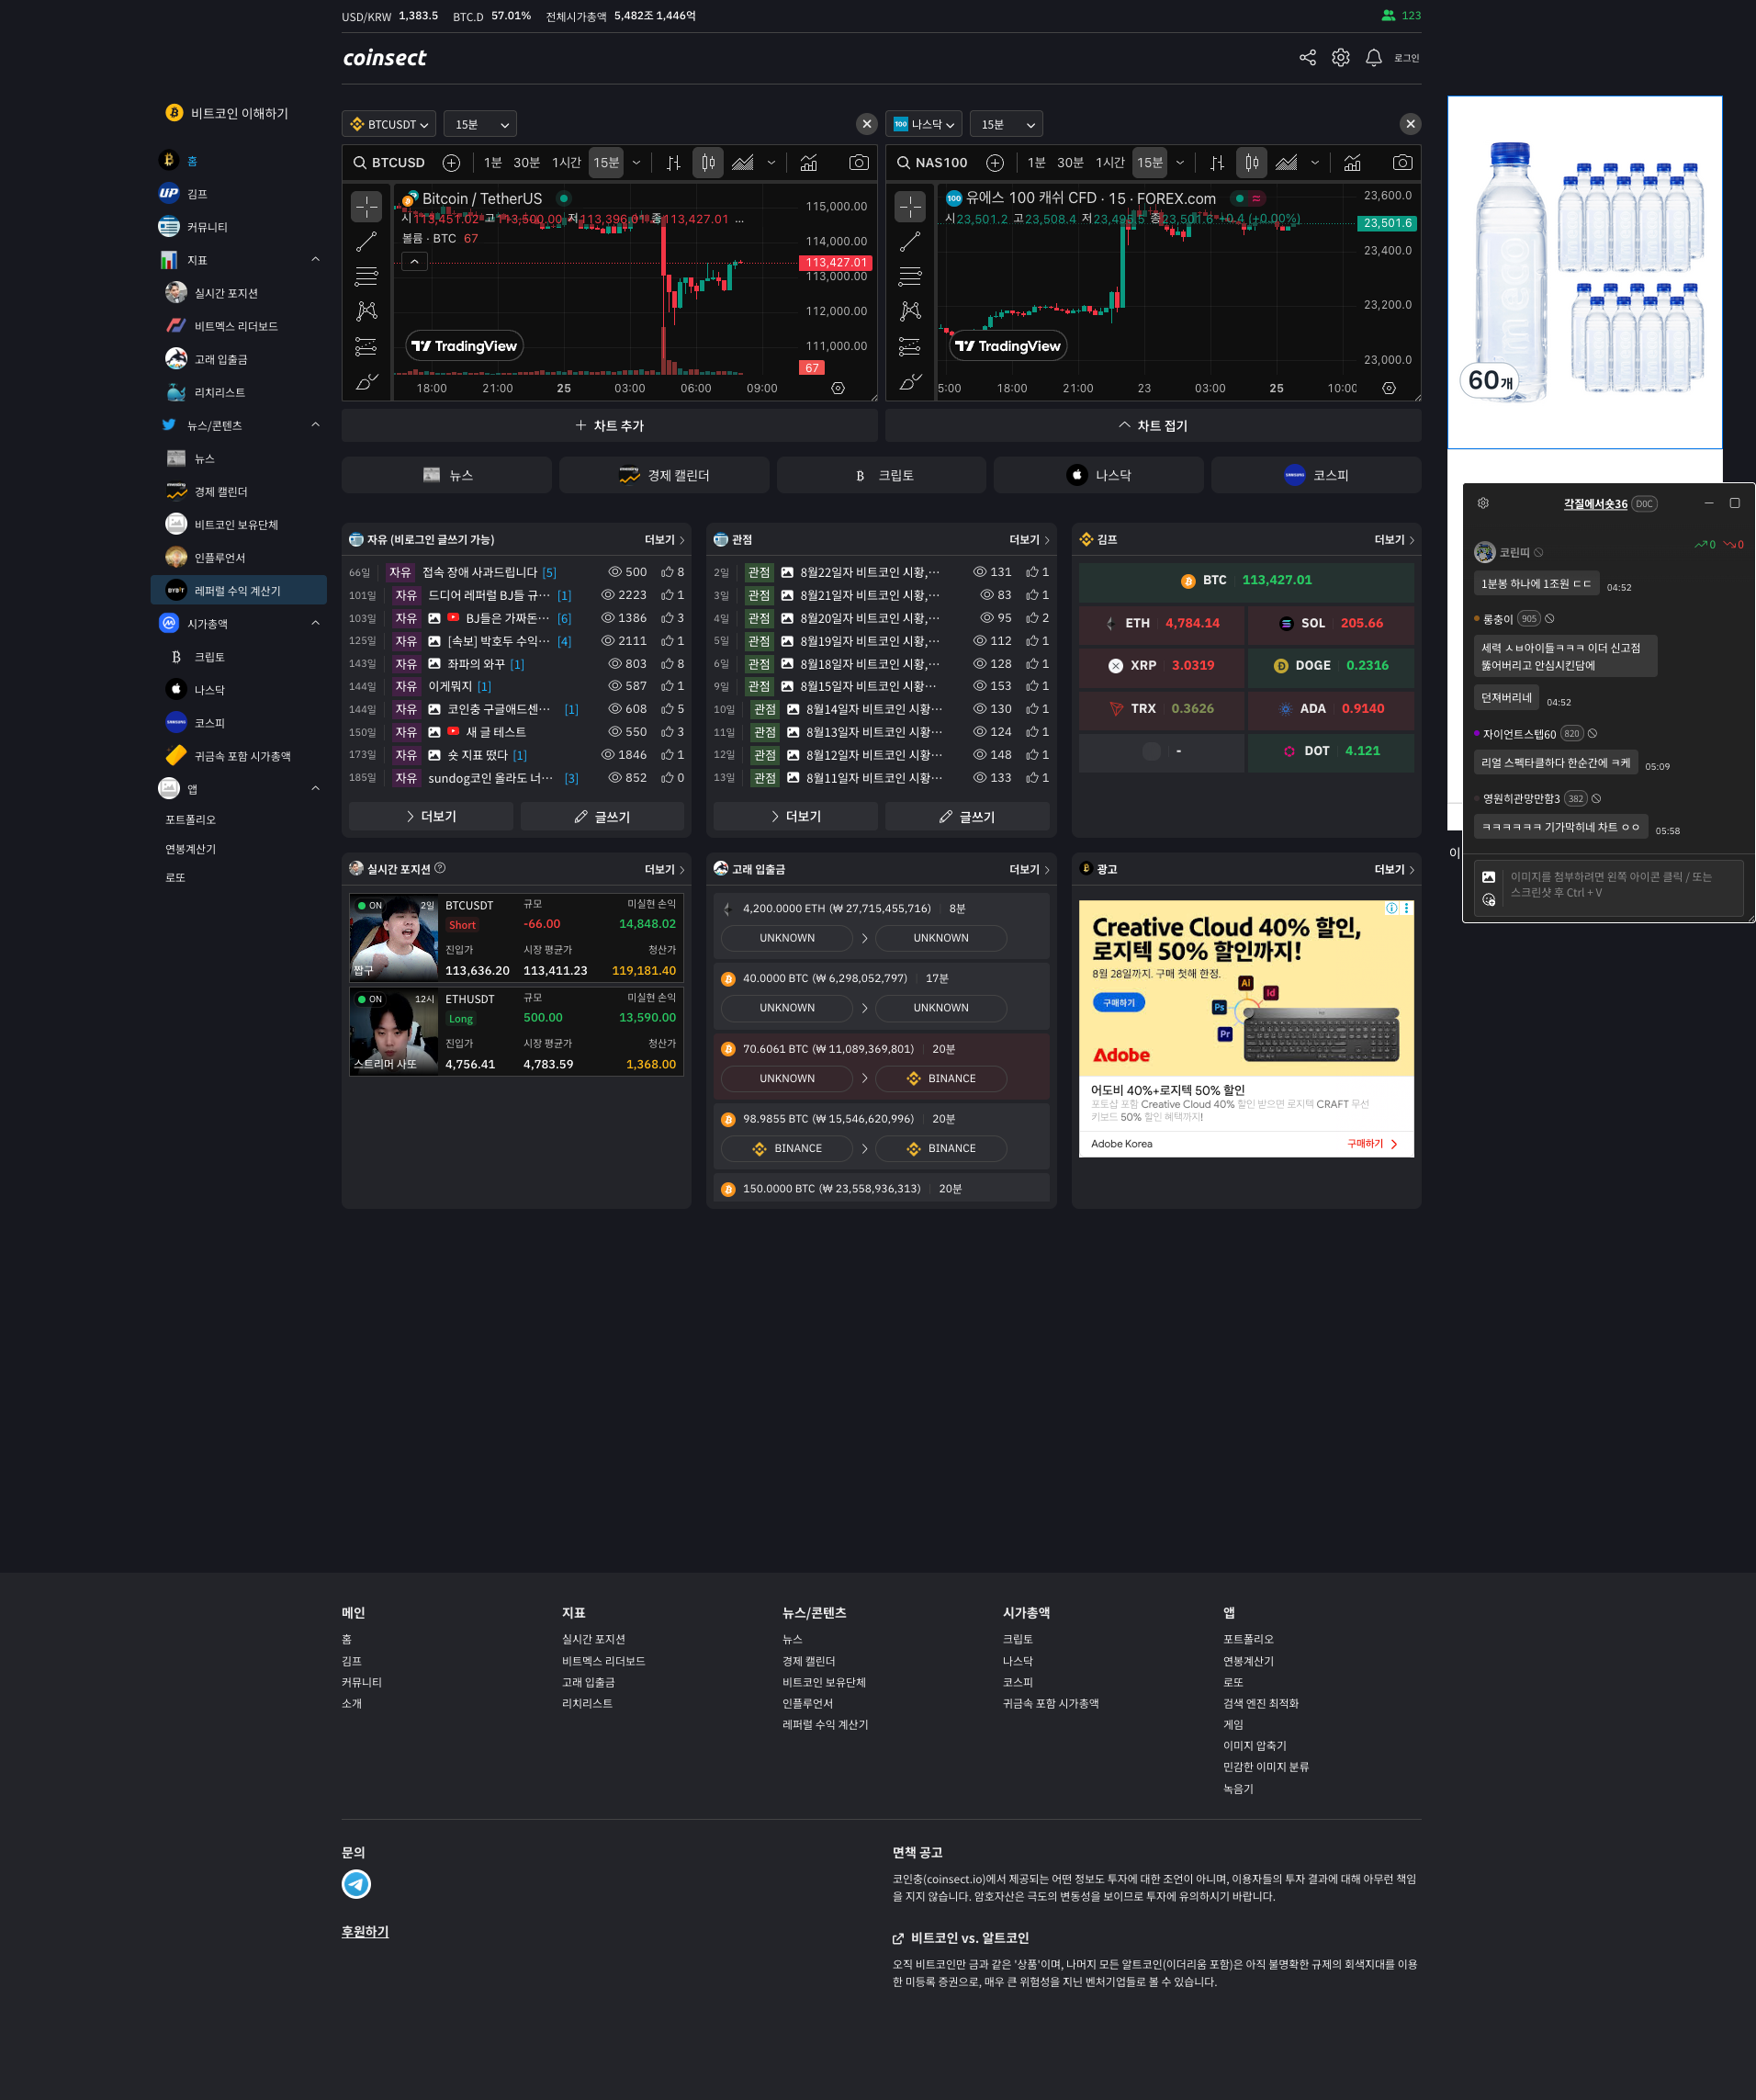 USD/KRW 1,383.5 BTC.D 57.01% 전체시가총액 5,482조 1,446억 123
coinsect 로그인
비트코인 이해하기
홈
김프
커뮤니티
지표
실시간 포지션
비트멕스 리더보드
고래 입출금
리치리스트
뉴스/콘텐츠
뉴스
경제 캘린더
비트코인 보유단체
인플루언서
레퍼럴 수익 계산기
시가총액
크립토
나스닥
코스피
귀금속 포함 시가총액
앱
포트폴리오
연봉계산기
로또
BTCUSDT 15분
BTCUSD 1분 30분 1시간 15분
Bitcoin / TetherUS
시113,451.02 고113,500.00 저113,396.01 종113,427.01 ...
볼륨 · BTC 67
115,000.00
114,000.00
113,427.01
113,000.00
112,000.00
111,000.00
67
TradingView
18:00 21:00 25 03:00 06:00 09:00
100 나스닥 15분
NAS100 1분 30분 1시간 15분
100 유에스 100 캐쉬 CFD · 15 · FOREX.com
시23,501.2 고23,508.4 저23,495.5 종23,501.6 +0.4 (+0.00%)
23,600.0
23,501.6
23,400.0
23,200.0
23,000.0
TradingView
5:00 18:00 21:00 23 03:00 25 10:00
차트 추가
차트 접기
뉴스 경제 캘린더 크립토 나스닥 코스피
자유 (비로그인 글쓰기 가능) 더보기
66일 자유 접속 장애 사과드립니다 [5] 500 8
101일 자유 드디어 레퍼럴 BJ들 규… [1] 2223 1
103일 자유 BJ들은 가짜돈… [6] 1386 3
125일 자유 [속보] 박호두 수익… [4] 2111 1
143일 자유 좌파의 와꾸 [1] 803 8
144일 자유 이게뭐지 [1] 587 1
144일 자유 코인충 구글애드센… [1] 608 5
150일 자유 새 글 테스트 550 3
173일 자유 숏 지표 떴다 [1] 1846 1
185일 자유 sundog코인 올라도 너… [3] 852 0
더보기 글쓰기
관점 더보기
2일 관점 8월22일자 비트코인 시황,… 131 1
3일 관점 8월21일자 비트코인 시황,… 83 1
4일 관점 8월20일자 비트코인 시황,… 95 2
5일 관점 8월19일자 비트코인 시황… 112 1
6일 관점 8월18일자 비트코인 시황… 128 1
9일 관점 8월15일자 비트코인 시황… 153 1
10일 관점 8월14일자 비트코인 시황… 130 1
11일 관점 8월13일자 비트코인 시황… 124 1
12일 관점 8월12일자 비트코인 시황… 148 1
13일 관점 8월11일자 비트코인 시황… 133 1
더보기 글쓰기
김프 더보기
BTC 113,427.01
ETH 4,784.14 SOL 205.66
XRP 3.0319 DOGE 0.2316
TRX 0.3626 ADA 0.9140
- DOT 4.121
실시간 포지션 더보기
ON 2일 BTCUSDT 규모 미실현 손익
Short -66.00 14,848.02
진입가 시장 평균가 청산가
짭구 113,636.20 113,411.23 119,181.40
ON 12시 ETHUSDT 규모 미실현 손익
Long 500.00 13,590.00
진입가 시장 평균가 청산가
스트리머 사또 4,756.41 4,783.59 1,368.00
고래 입출금 더보기
4,200.0000 ETH (₩ 27,715,455,716) 8분
UNKNOWN UNKNOWN
40.0000 BTC (₩ 6,298,052,797) 17분
UNKNOWN UNKNOWN
70.6061 BTC (₩ 11,089,369,801) 20분
UNKNOWN BINANCE
98.9855 BTC (₩ 15,546,620,996) 20분
BINANCE BINANCE
150.0000 BTC (₩ 23,558,936,313) 20분
광고 더보기
Creative Cloud 40% 할인,
로지텍 50% 할인까지!
8월 28일까지. 구매 첫해 한정.
구매하기
Ai
Id
Ps
Pr
Adobe
어도비 40%+로지텍 50% 할인
포토샵 포함 Creative Cloud 40% 할인 받으면 로지텍 CRAFT 무선
키보드 50% 할인 혜택까지!
Adobe Korea 구매하기
60개
이
각질에서숏36 D0C
0 0
코린띠
1분봉 하나에 1조원 ㄷㄷ 04:52
롱충이 905
세력 ㅅㅂ아이들ㅋㅋㅋ 이더 신고점
뚫어버리고 안심시킨담에
던져버리네 04:52
자이언트스텝60 820
리얼 스펙타클하다 한순간에 ㅋ케 05:09
영원히관망만함3 382
ㅋㅋㅋㅋㅋㅋ 기가막히네 차트 ㅇㅇ 05:58
이미지를 첨부하려면 왼쪽 아이콘 클릭 / 또는
스크린샷 후 Ctrl + V
메인
홈
김프
커뮤니티
소개
지표
실시간 포지션
비트멕스 리더보드
고래 입출금
리치리스트
뉴스/콘텐츠
뉴스
경제 캘린더
비트코인 보유단체
인플루언서
레퍼럴 수익 계산기
시가총액
크립토
나스닥
코스피
귀금속 포함 시가총액
앱
포트폴리오
연봉계산기
로또
검색 엔진 최적화
게임
이미지 압축기
민감한 이미지 분류
녹음기
문의
후원하기
면책 공고
코인충(coinsect.io)에서 제공되는 어떤 정보도 투자에 대한 조언이 아니며, 이용자들의 투자 결과에 대해 아무런 책임
을 지지 않습니다. 암호자산은 극도의 변동성을 보이므로 투자에 유의하시기 바랍니다.
비트코인 vs. 알트코인
오직 비트코인만 금과 같은 '상품'이며, 나머지 모든 알트코인(이더리움 포함)은 아직 불명확한 규제의 회색지대를 이용
한 미등록 증권으로, 매우 큰 위험성을 지닌 벤처기업들로 볼 수 있습니다.